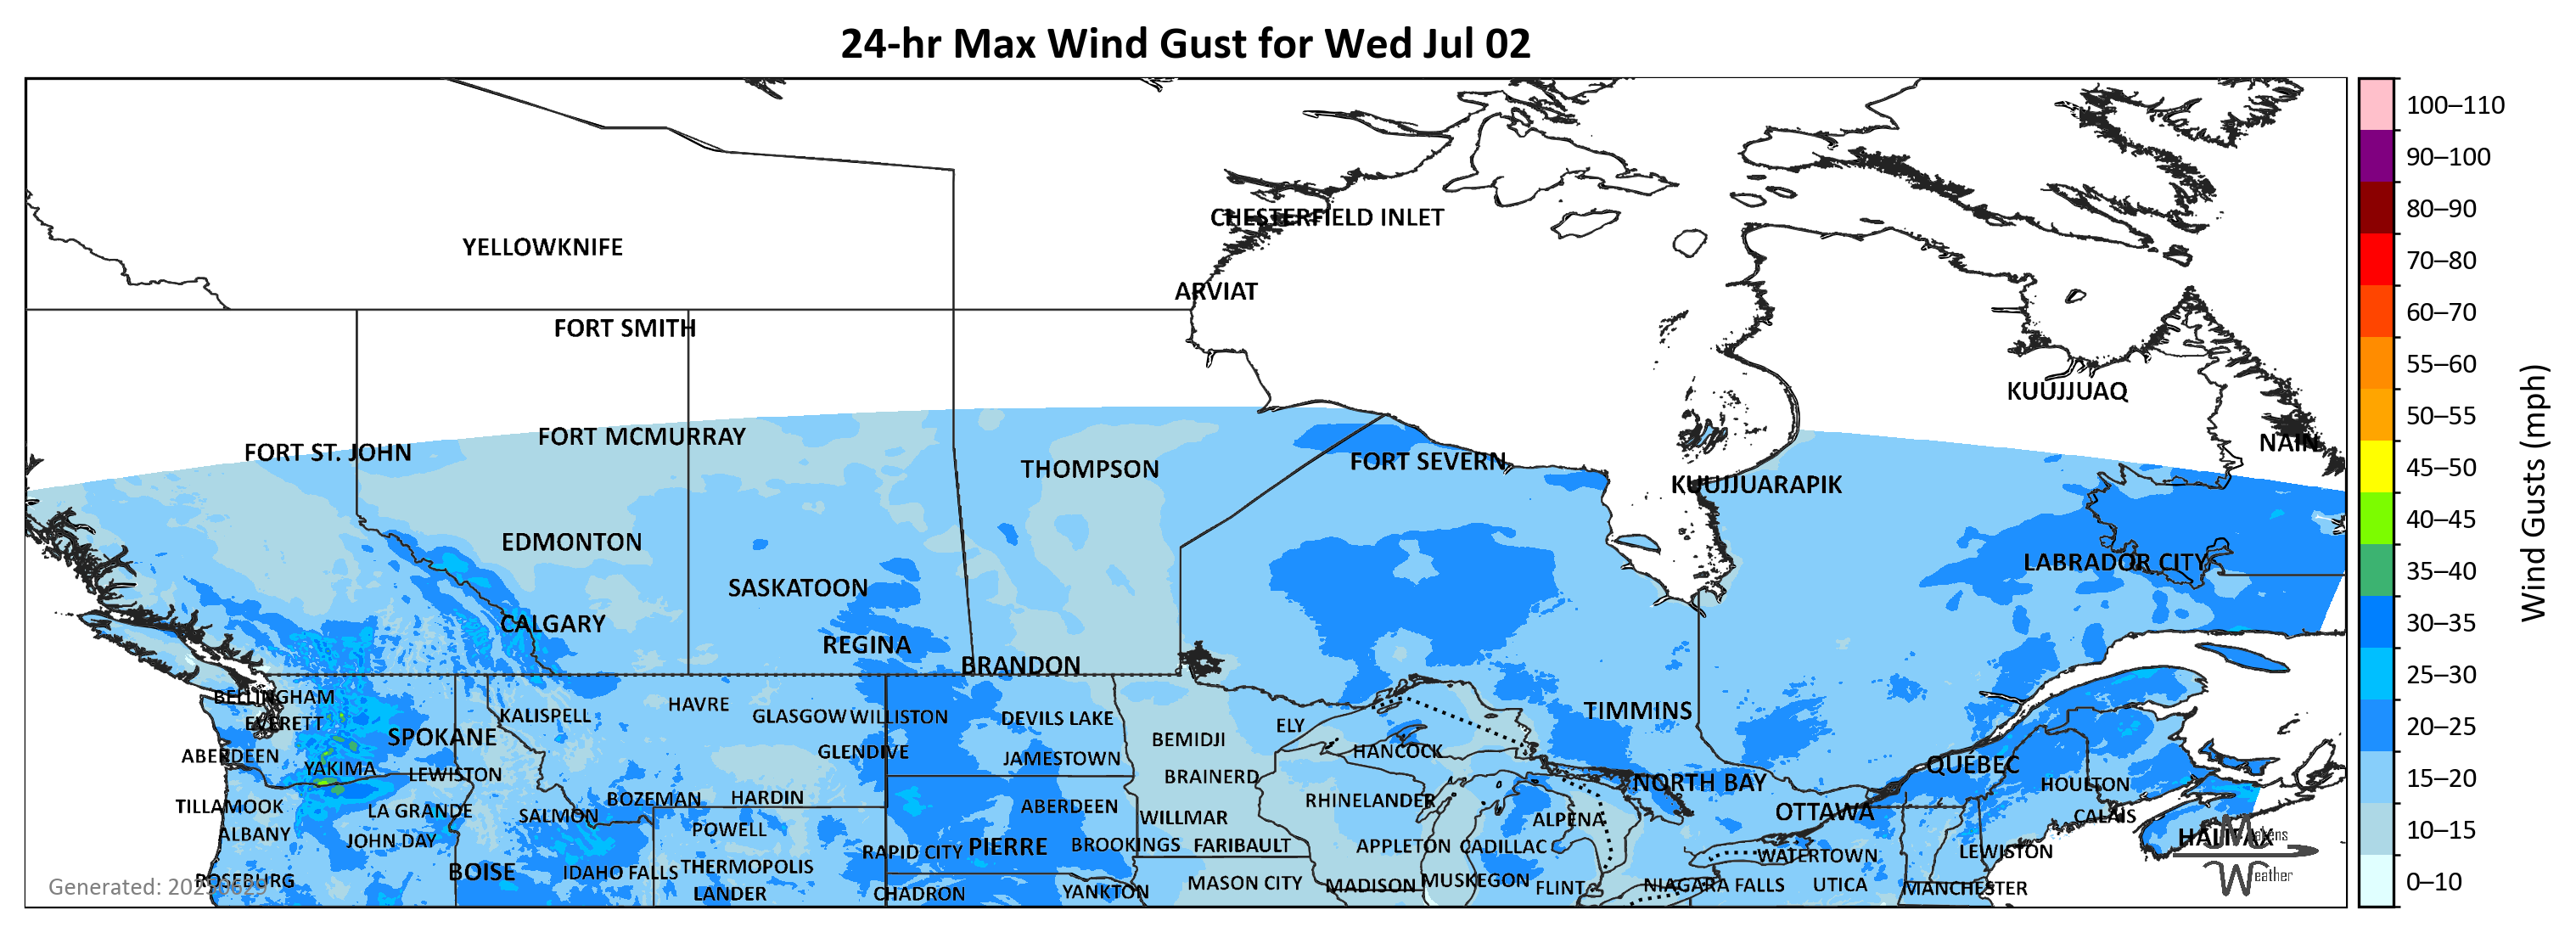 24-hr Max Wind Gust for Wed Jul 02
100–110
90–100
CHESTERFIELD INLET
80–90
YELLOWKNIFE
70–80
ARVIAT
60–70
FORT SMITH
55–60
KUUJJUAQ
50–55
FORT MCMURRAY
NAIN
FORT ST. JOHN
FORT SEVERN
THOMPSON
45–50
KUUJJUARAPIK
40–45
EDMONTON
LABRADOR CITY
35–40
SASKATOON
CALGARY
30–35
REGINA
BRANDON
25–30
Wind Gusts (mph)
BELLINGHAM
HAVRE
TIMMINS
KALISPELL
GLASGOW
WILLISTON
DEVILS LAKE
EVERETT
ELY
20–25
SPOKANE
BEMIDJI
GLENDIVE
HANCOCK
ABERDEEN
JAMESTOWN
QUÉBEC
YAKIMA
LEWISTON
BRAINERD
15–20
NORTH BAY
HOULTON
BOZEMAN
HARDIN
RHINELANDER
TILLAMOOK
LA GRANDE
ABERDEEN
OTTAWA
SALMON
WILLMAR
ALPENA
CALAIS
ALBANY
POWELL
10–15
HALIFAX
JOHN DAY
PIERRE
BROOKINGS
FARIBAULT
APPLETON
CADILLAC
RAPID CITY
LEWISTON
WATERTOWN
BOISE
IDAHO FALLS
THERMOPOLIS
Weather
ROSEBURG
MASON CITY
MADISON
MUSKEGON
FLINT
NIAGARA FALLS
UTICA
MANCHESTER
0–10
LANDER
CHADRON
YANKTON
Generated: